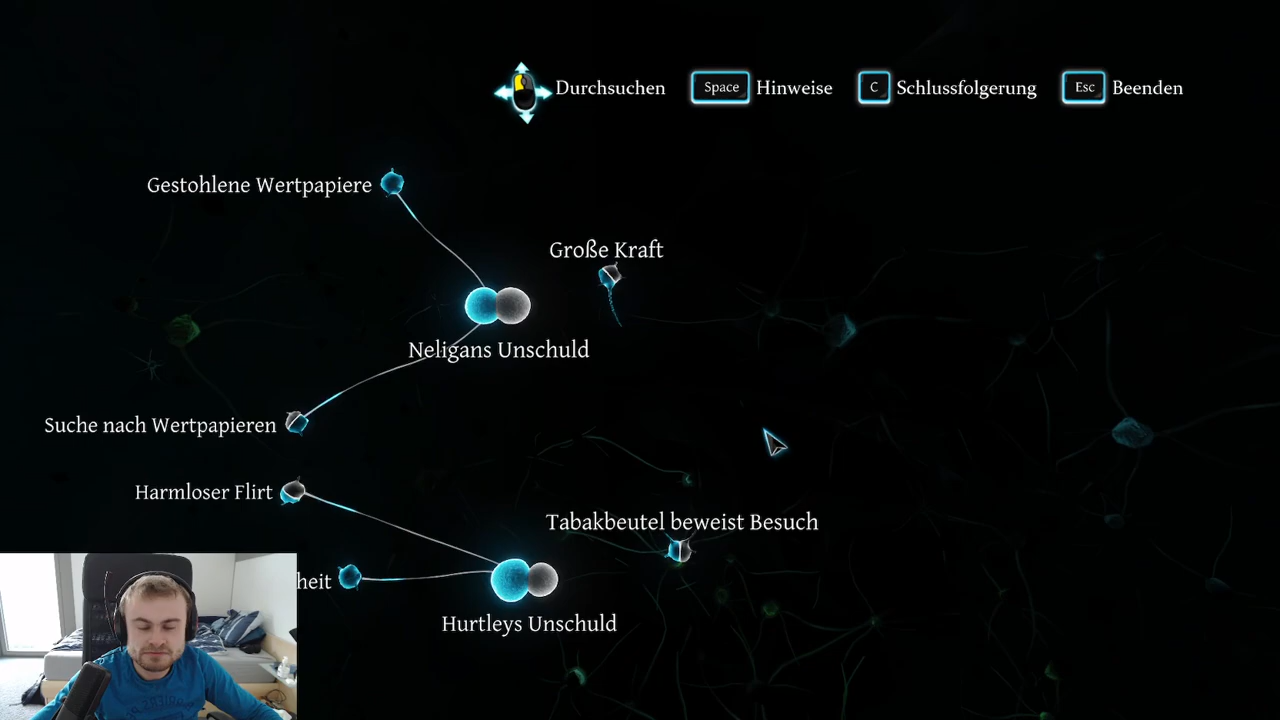 Durchsuchen
Space Hinweise
C Schlussfolgerung
Esc Beenden
Gestohlene Wertpapiere
Große Kraft
Neligans Unschuld
Suche nach Wertpapieren
Harmloser Flirt
Tabakbeutel beweist Besuch
heit
Hurtleys Unschuld